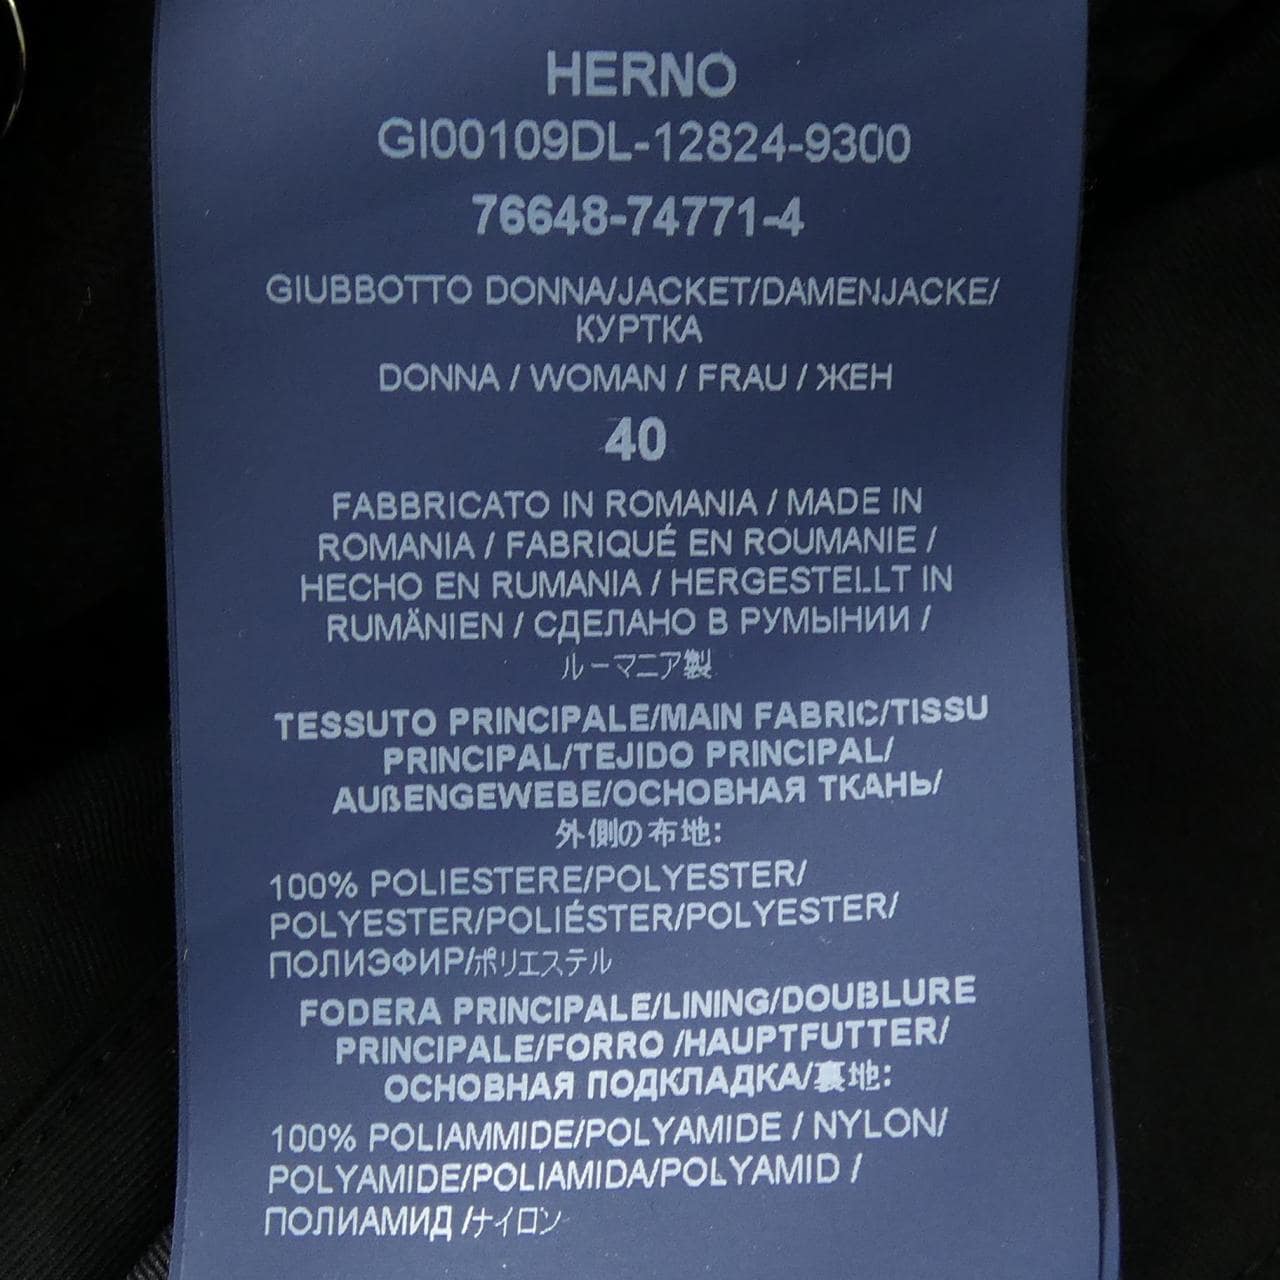 HERNO
GI00109DL-12824-9300
76648-74771-4
GIUBBOTTO DONNA/JACKET/DAMENJACKE/
КУРТКА
DONNA / WOMAN / FRAU / ЖЕН
40
FABBRICATO IN ROMANIA / MADE IN
ROMANIA / FABRIQUÉ EN ROUMANIE /
HECHO EN RUMANIA / HERGESTELLT IN
RUMÄNIEN / СДЕЛАНО В РУМЫНИИ /
ルーマニア製
TESSUTO PRINCIPALE/MAIN FABRIC/TISSU
PRINCIPAL/TEJIDO PRINCIPAL/
AUßENGEWEBE/ОСНОВНАЯ ТКАНЬ/
外側の布地:
100% POLIESTERE/POLYESTER/
POLYESTER/POLIÉSTER/POLYESTER/
ПОЛИЭФИР/ポリエステル
FODERA PRINCIPALE/LINING/DOUBLURE
PRINCIPALE/FORRO /HAUPTFUTTER/
ОСНОВНАЯ ПОДКЛАДКА/裏地:
100% POLIAMMIDE/POLYAMIDE / NYLON/
POLYAMIDE/POLIAMIDA/POLYAMID /
ПОЛИАМИД /ナイロン